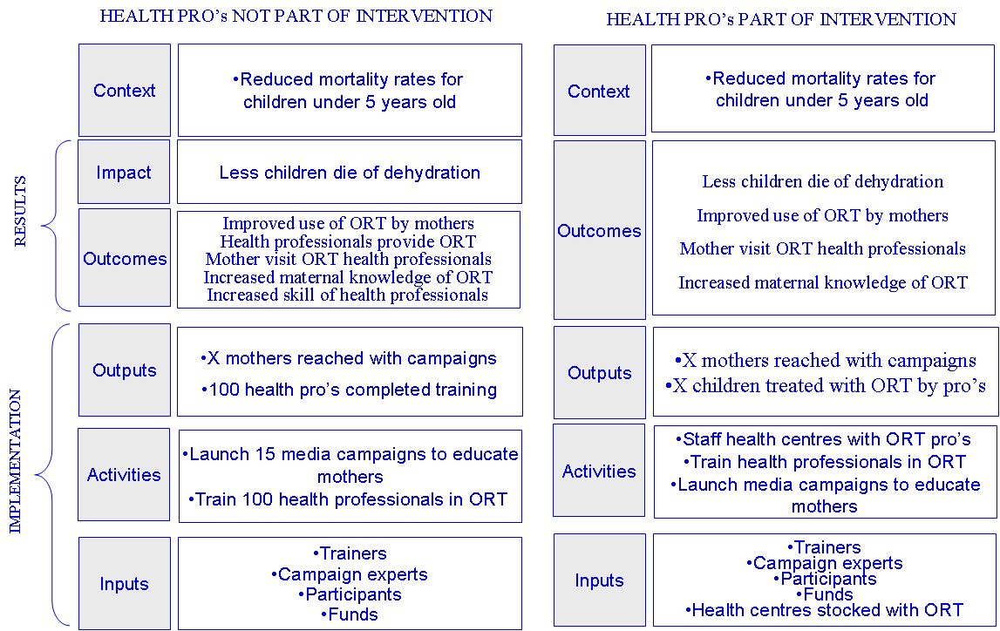 HEALTH PRO's NOT PART OF INTERVENTION
Context
•Reduced mortality rates for
children under 5 years old
RESULTS
Impact
Less children die of dehydration
Outcomes
Improved use of ORT by mothers
Health professionals provide ORT
Mother visit ORT health professionals
Increased maternal knowledge of ORT
Increased skill of health professionals
IMPLEMENTATION
Outputs
•X mothers reached with campaigns
•100 health pro's completed training
Activities
•Launch 15 media campaigns to educate
mothers
•Train 100 health professionals in ORT
Inputs
•Trainers
•Campaign experts
•Participants
•Funds
HEALTH PRO's PART OF INTERVENTION
Context
•Reduced mortality rates for
children under 5 years old
Outcomes
Less children die of dehydration
Improved use of ORT by mothers
Mother visit ORT health professionals
Increased maternal knowledge of ORT
Outputs
•X mothers reached with campaigns
•X children treated with ORT by pro's
Activities
•Staff health centres with ORT pro's
•Train health professionals in ORT
•Launch media campaigns to educate
mothers
Inputs
•Trainers
•Campaign experts
•Participants
•Funds
•Health centres stocked with ORT